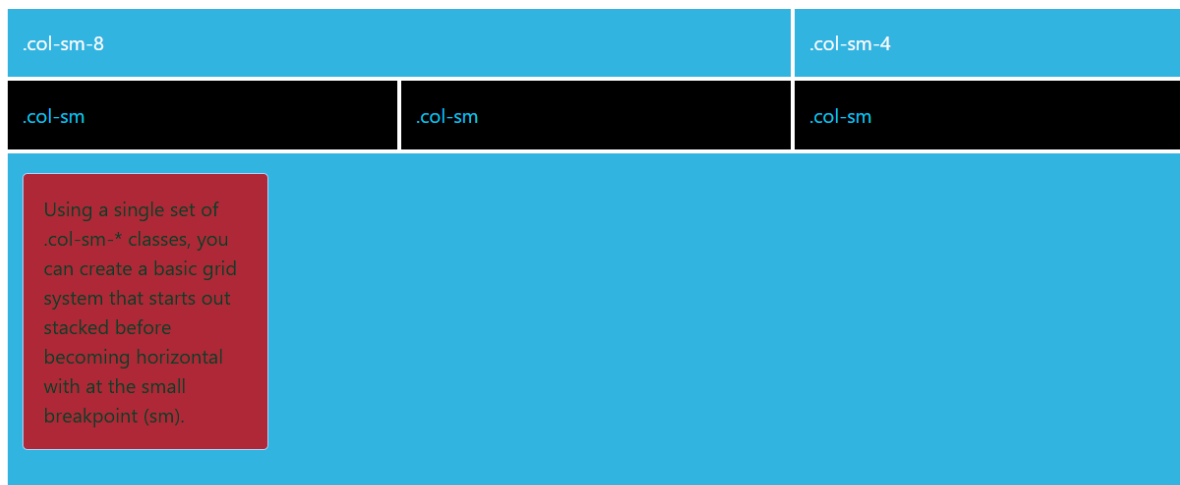 .col-sm-8
.col-sm-4
.col-sm
.col-sm
.col-sm
Using a single set of
.col-sm-* classes, you
can create a basic grid
system that starts out
stacked before
becoming horizontal
with at the small
breakpoint (sm).